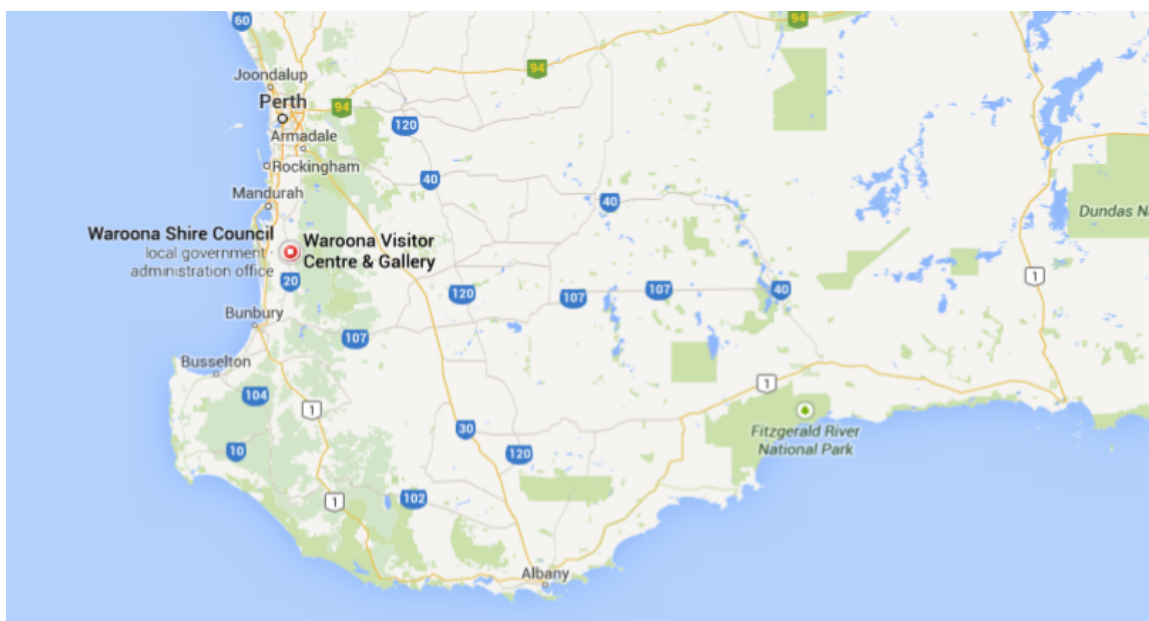 60
94
94
Joondalup
Perth
94
120
Armadale
Rockingham
40
Mandurah
40
Dundas N
Waroona Shire Council
local government
administration office
Waroona Visitor
Centre & Gallery
20
120
107
107
40
1
Bunbury
107
Busselton
104
1
1
30
Fitzgerald River
National Park
10
120
1
102
Albany